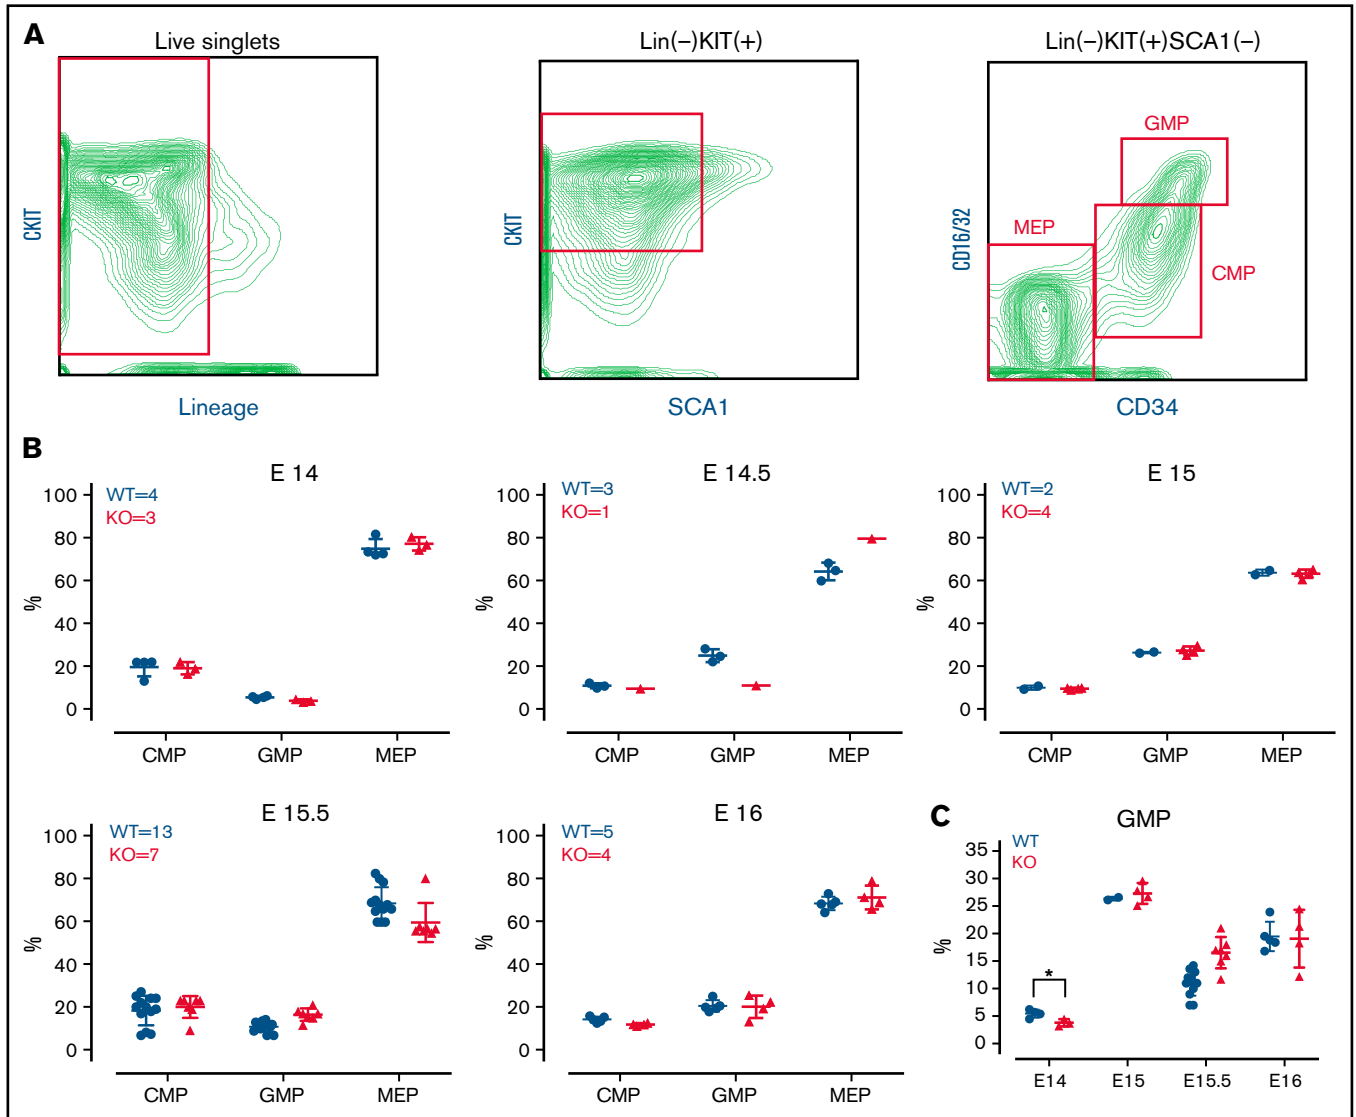 A
Live singlets
Lin(–)KIT(+)
Lin(–)KIT(+)SCA1(–)
CKIT
Lineage
CKIT
SCA1
GMP
MEP
CMP
CD16/32
CD34
B
E 14
WT=4
KO=3
100
80
60
40
20
0
%
CMP GMP MEP
E 14.5
WT=3
KO=1
100
80
60
40
20
0
%
CMP GMP MEP
E 15
WT=2
KO=4
100
80
60
40
20
0
%
CMP GMP MEP
E 15.5
WT=13
KO=7
100
80
60
40
20
0
%
CMP GMP MEP
E 16
WT=5
KO=4
100
80
60
40
20
0
%
CMP GMP MEP
C
GMP
WT
KO
35
30
25
20
15
10
5
0
%
*
E14 E15 E15.5 E16